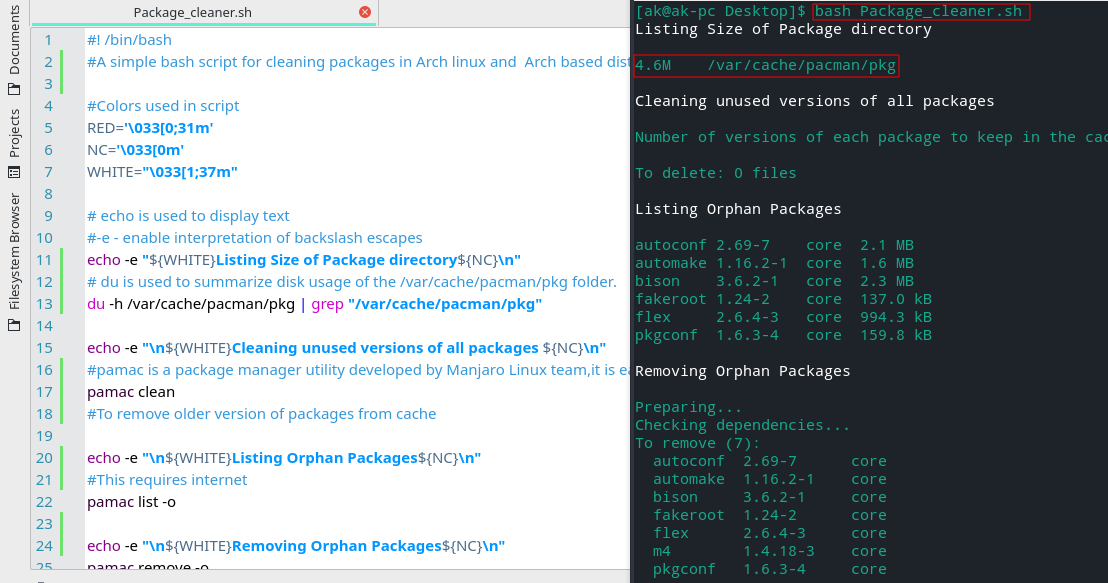 Documents
Projects
Filesystem Browser
Package_cleaner.sh
1 #! /bin/bash
2 #A simple bash script for cleaning packages in Arch linux and  Arch based
3
4 #Colors used in script
5 RED='\033[0;31m'
6 NC='\033[0m'
7 WHITE="\033[1;37m"
8
9 # echo is used to display text
10 #-e - enable interpretation of backslash escapes
11 echo -e "${WHITE}Listing Size of Package directory${NC}\n"
12 # du is used to summarize disk usage of the /var/cache/pacman/pkg folder.
13 du -h /var/cache/pacman/pkg | grep "/var/cache/pacman/pkg"
14
15 echo -e "\n${WHITE}Cleaning unused versions of all packages ${NC}\n"
16 #pamac is a package manager utility developed by Manjaro Linux team,it is
17 pamac clean
18 #To remove older version of packages from cache
19
20 echo -e "\n${WHITE}Listing Orphan Packages${NC}\n"
21 #This requires internet
22 pamac list -o
23
24 echo -e "\n${WHITE}Removing Orphan Packages${NC}\n"
25 pamac remove -o
[ak@ak-pc Desktop]$ bash Package_cleaner.sh
Listing Size of Package directory
4.6M    /var/cache/pacman/pkg
Cleaning unused versions of all packages
Number of versions of each package to keep in the
To delete: 0 files
Listing Orphan Packages
autoconf 2.69-7    core  2.1 MB
automake 1.16.2-1  core  1.6 MB
bison    3.6.2-1   core  2.3 MB
fakeroot 1.24-2    core  137.0 kB
flex     2.6.4-3   core  994.3 kB
pkgconf  1.6.3-4   core  159.8 kB
Removing Orphan Packages
Preparing...
Checking dependencies...
To remove (7):
  autoconf  2.69-7      core
  automake  1.16.2-1    core
  bison     3.6.2-1     core
  fakeroot  1.24-2      core
  flex      2.6.4-3     core
  m4        1.4.18-3    core
  pkgconf   1.6.3-4     core